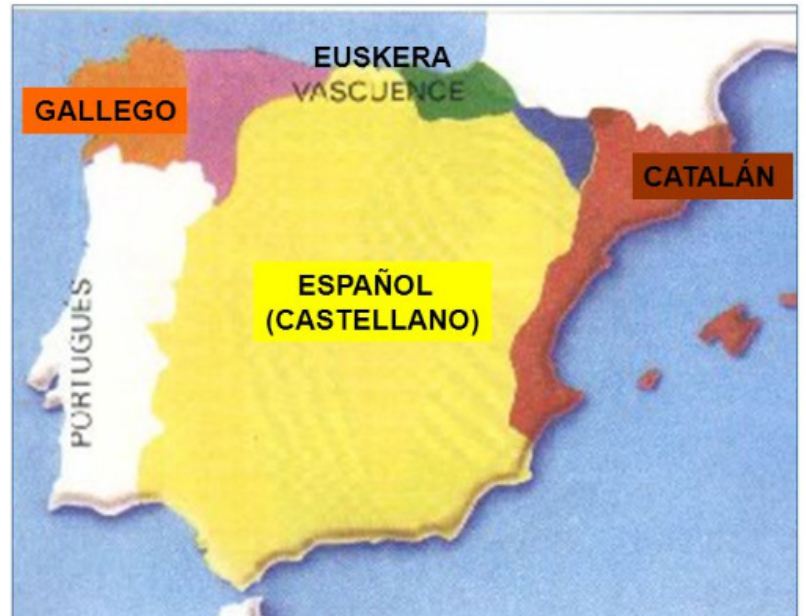 EUSKERA
VASCUENCE
GALLEGO
CATALÁN
ESPAÑOL
(CASTELLANO)
PORTUGUÉS